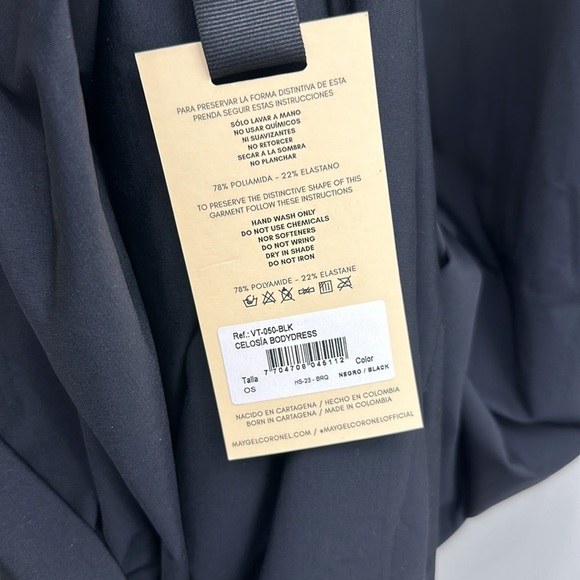 PARA PRESERVAR LA FORMA DISTINTIVA DE ESTA
PRENDA SEGUIR ESTAS INSTRUCCIONES
SÓLO LAVAR A MANO
NO USAR QUÍMICOS
NI SUAVIZANTES
NO RETORCER
SECAR A LA SOMBRA
NO PLANCHAR
78% POLIAMIDA - 22% ELASTANO
TO PRESERVE THE DISTINCTIVE SHAPE OF THIS
GARMENT FOLLOW THESE INSTRUCTIONS
HAND WASH ONLY
DO NOT USE CHEMICALS
NOR SOFTENERS
DO NOT WRING
DRY IN SHADE
DO NOT IRON
78% POLYAMIDE - 22% ELASTANE
Ref.: VT-050-BLK
CELOSÍA BODYDRESS
7704708046112
Talla Color
OS HS-23 - BRQ NEGRO / BLACK
NACIDO EN CARTAGENA / HECHO EN COLOMBIA
BORN IN CARTAGENA / MADE IN COLOMBIA
MAYGELCORONEL.COM / @MAYGELCORONELOFFICIAL